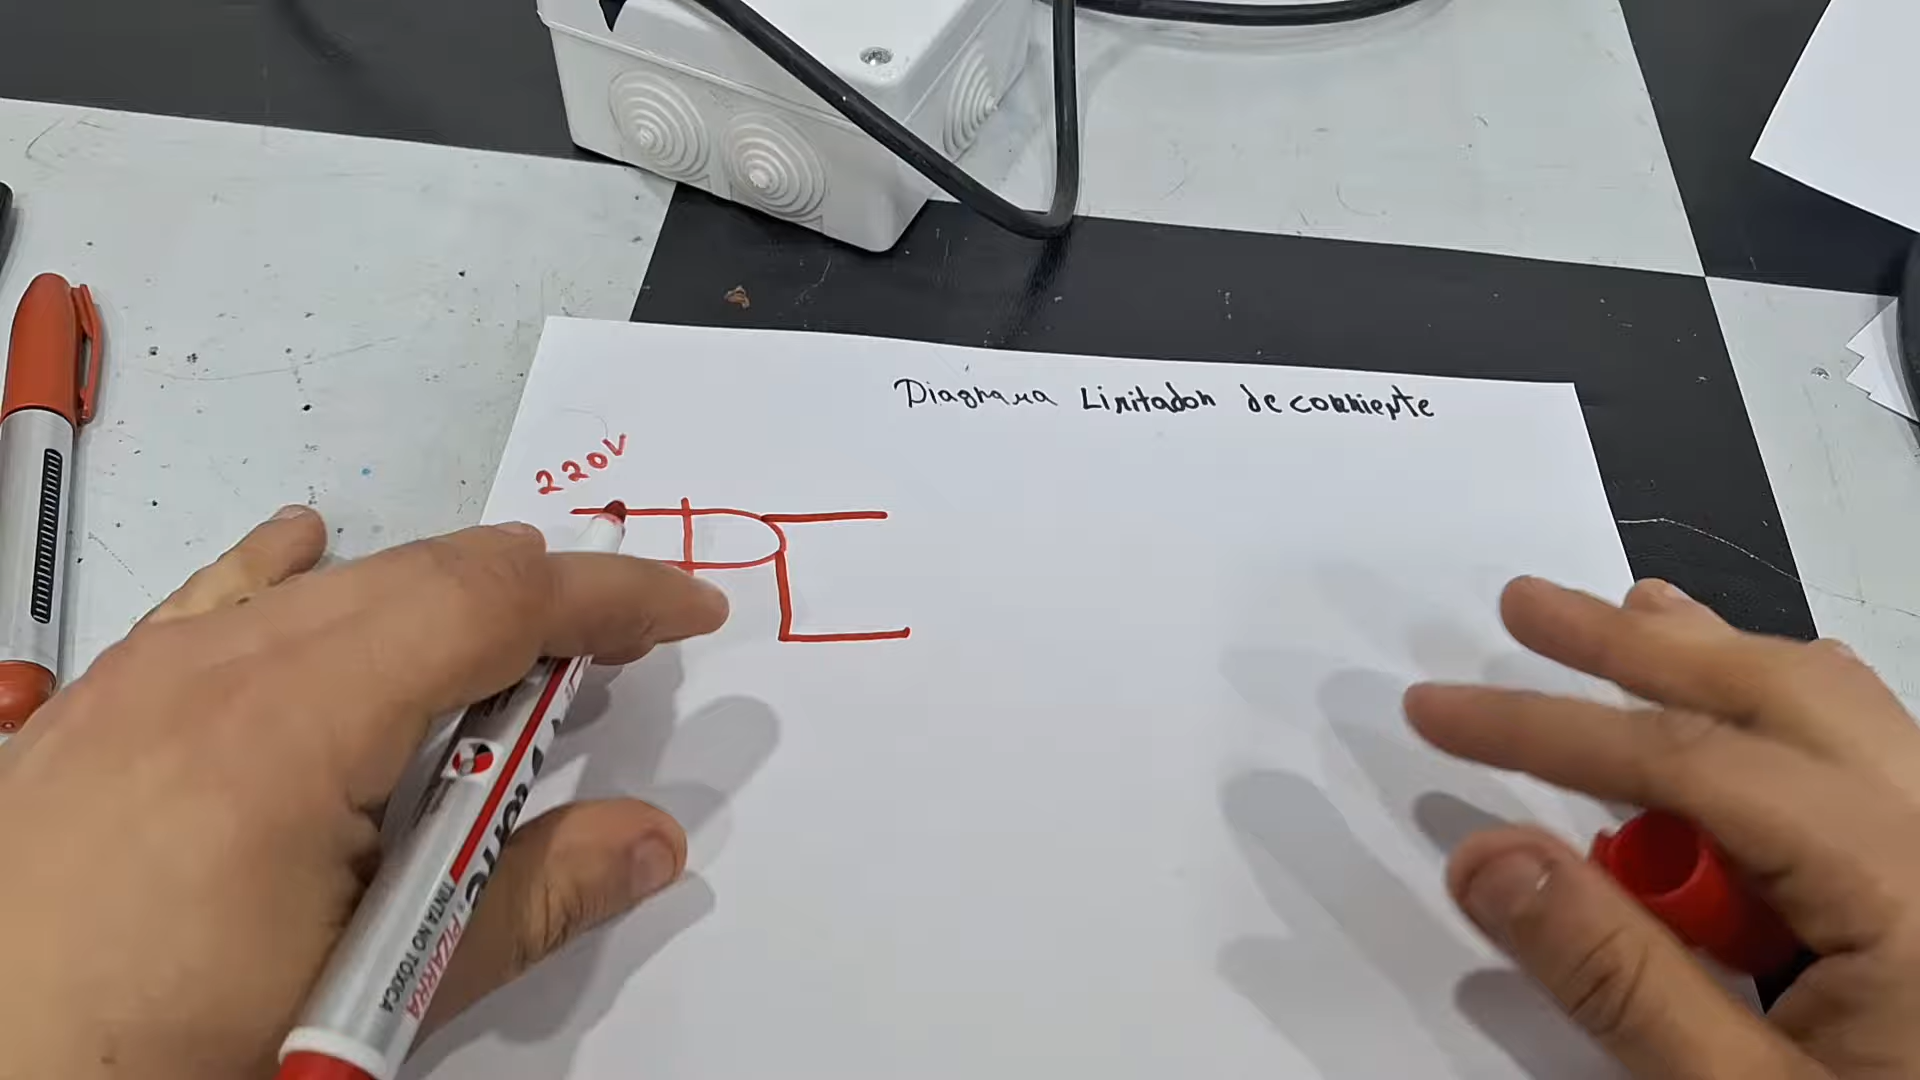 Diagrama Limitador de corriente
220V
PIZARRA
TINTA NO TÓXICA